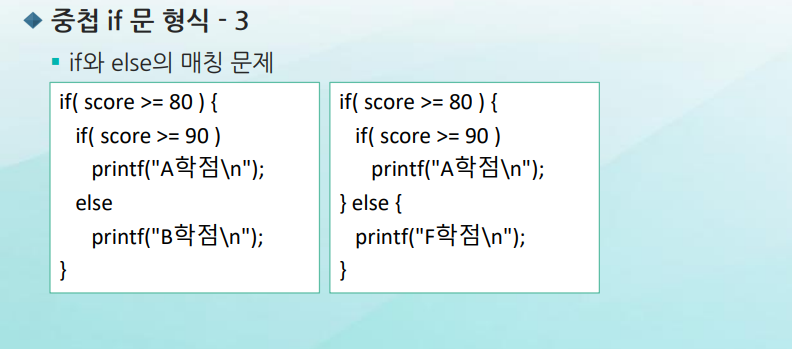 중첩 if 문 형식 - 3
if와 else의 매칭 문제
if( score >= 80 ) {
if( score >= 90 )
printf("A학점\n");
else
printf("B학점\n");
}
if( score >= 80 ) {
if( score >= 90 )
printf("A학점\n");
} else {
printf("F학점\n");
}